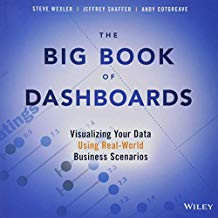 STEVE WEXLER | JEFFREY SHAFFER | ANDY COTGREAVE
THE
BIG BOOK
OF
DASHBOARDS
Visualizing Your Data
Using Real-World
Business Scenarios
WILEY